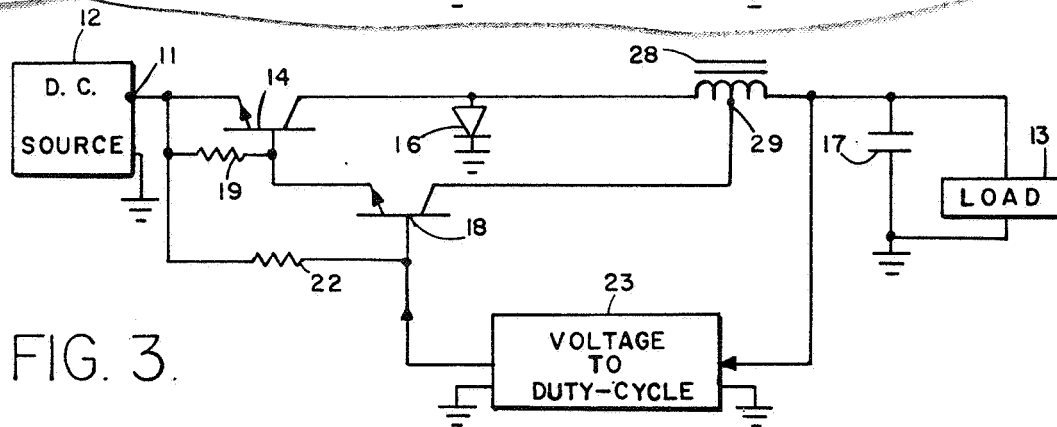 12
11
D. C.
SOURCE
14
28
16
29
17
13
LOAD
19
18
22
23
VOLTAGE
TO
DUTY-CYCLE
FIG. 3.